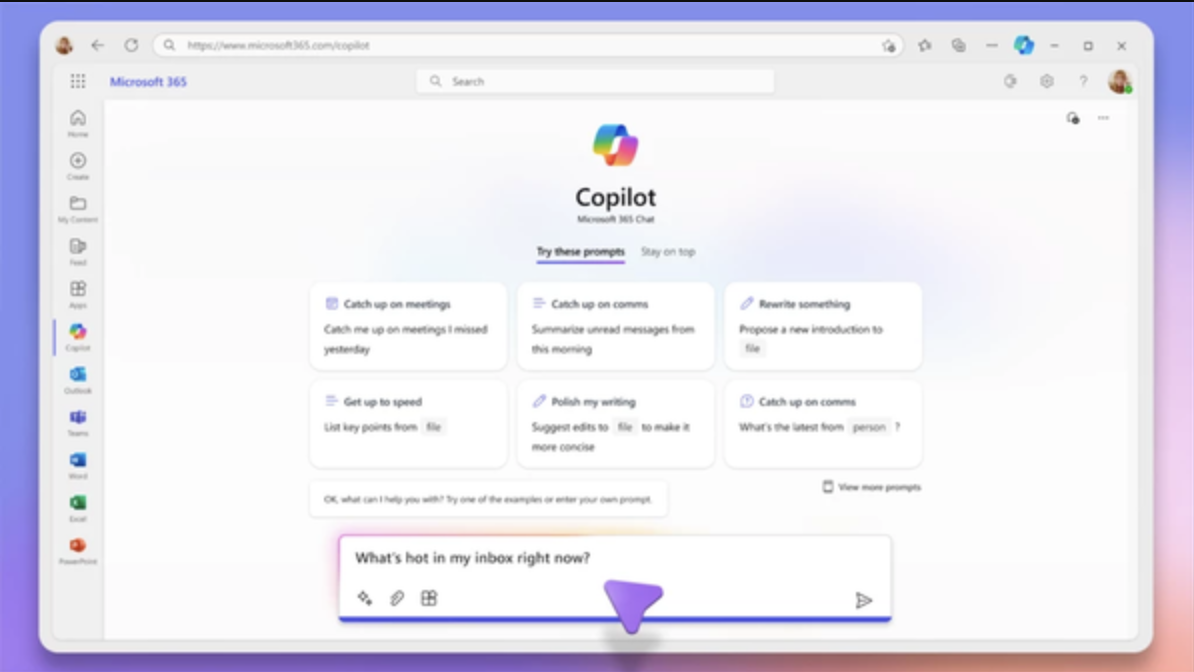 https://www.microsoft365.com/copilot
Microsoft 365
Search
?
Home
Create
My Content
Feed
Apps
Copilot
Outlook
Teams
Word
Excel
PowerPoint
Copilot
Microsoft 365 Chat
Try these prompts
Stay on top
Catch up on meetings
Catch me up on meetings I missed
yesterday
Catch up on comms
Summarize unread messages from
this morning
Rewrite something
Propose a new introduction to
file
Get up to speed
List key points from file
Polish my writing
Suggest edits to file to make it
more concise
Catch up on comms
What's the latest from person ?
View more prompts
OK, what can I help you with? Try one of the examples or enter your own prompt.
What's hot in my inbox right now?